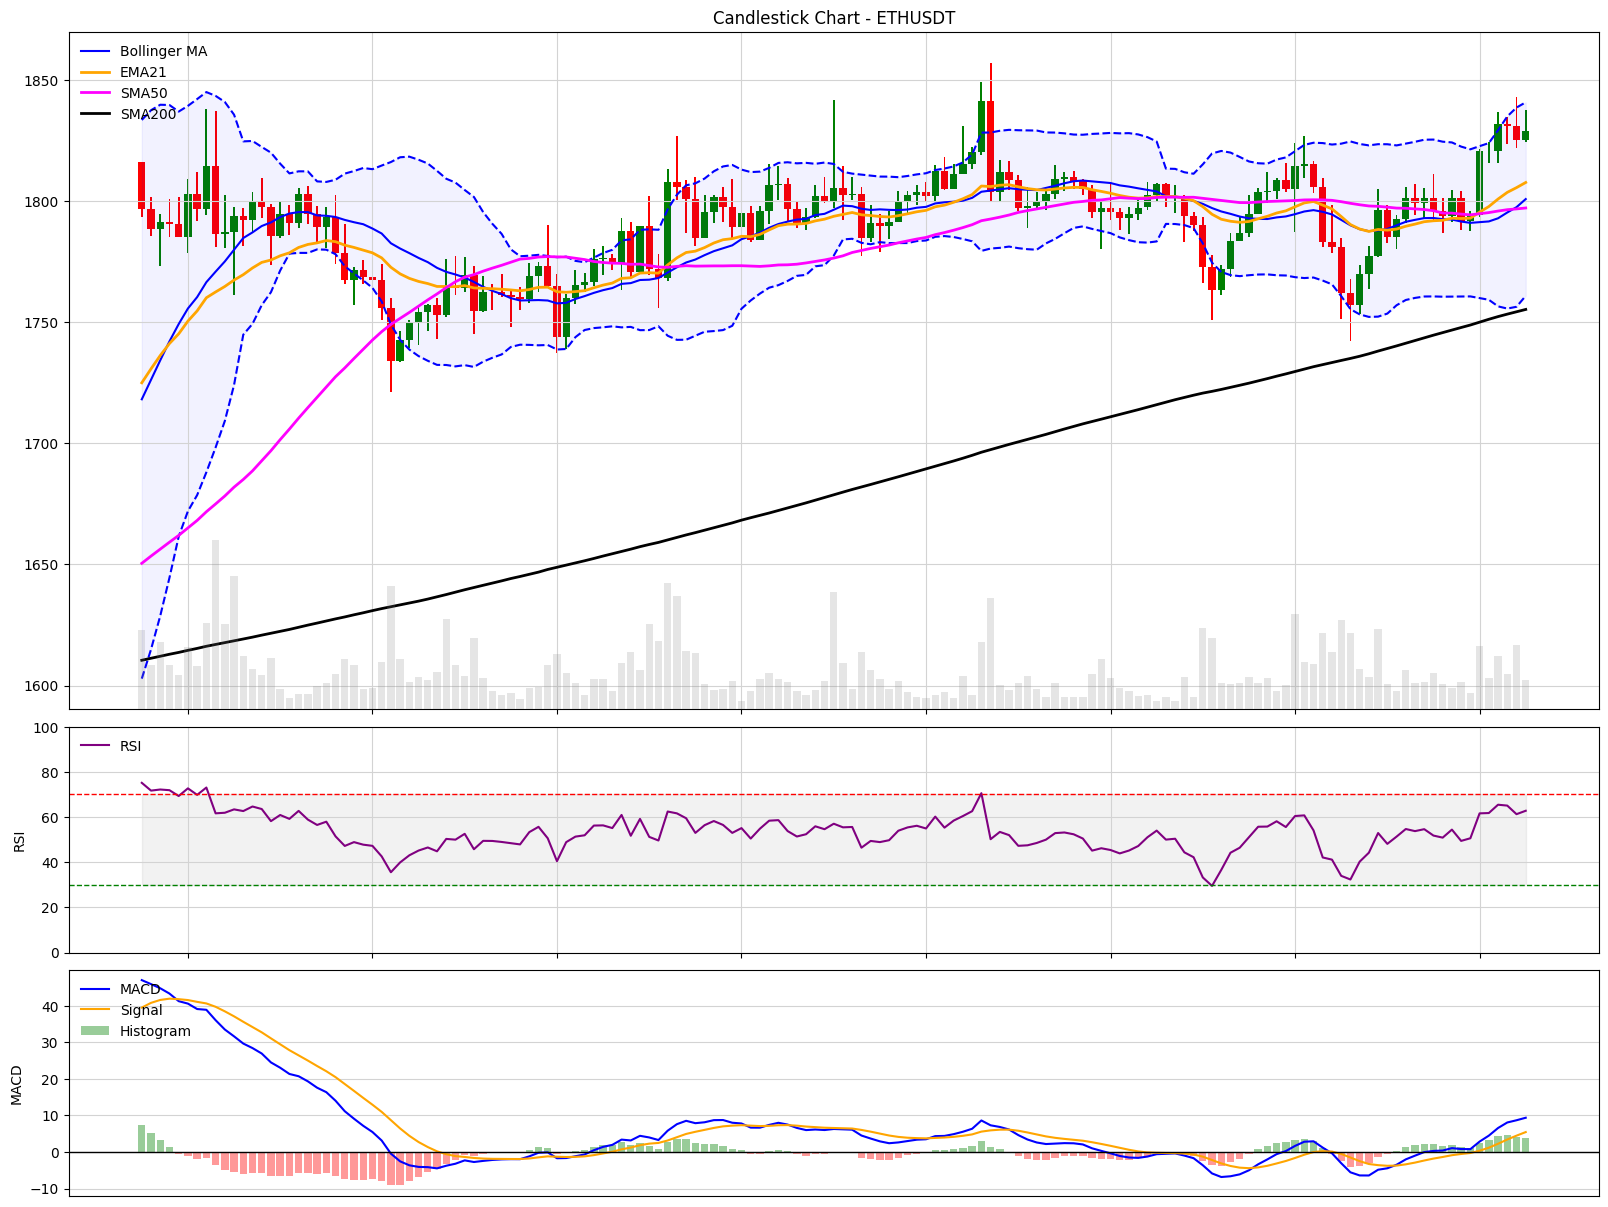 Candlestick Chart - ETHUSDT
Bollinger MA
EMA21
SMA50
SMA200
1850
1800
1750
1700
1650
1600
RSI
100
80
60
40
20
0
RSI
MACD
Signal
Histogram
40
30
20
10
0
−10
MACD